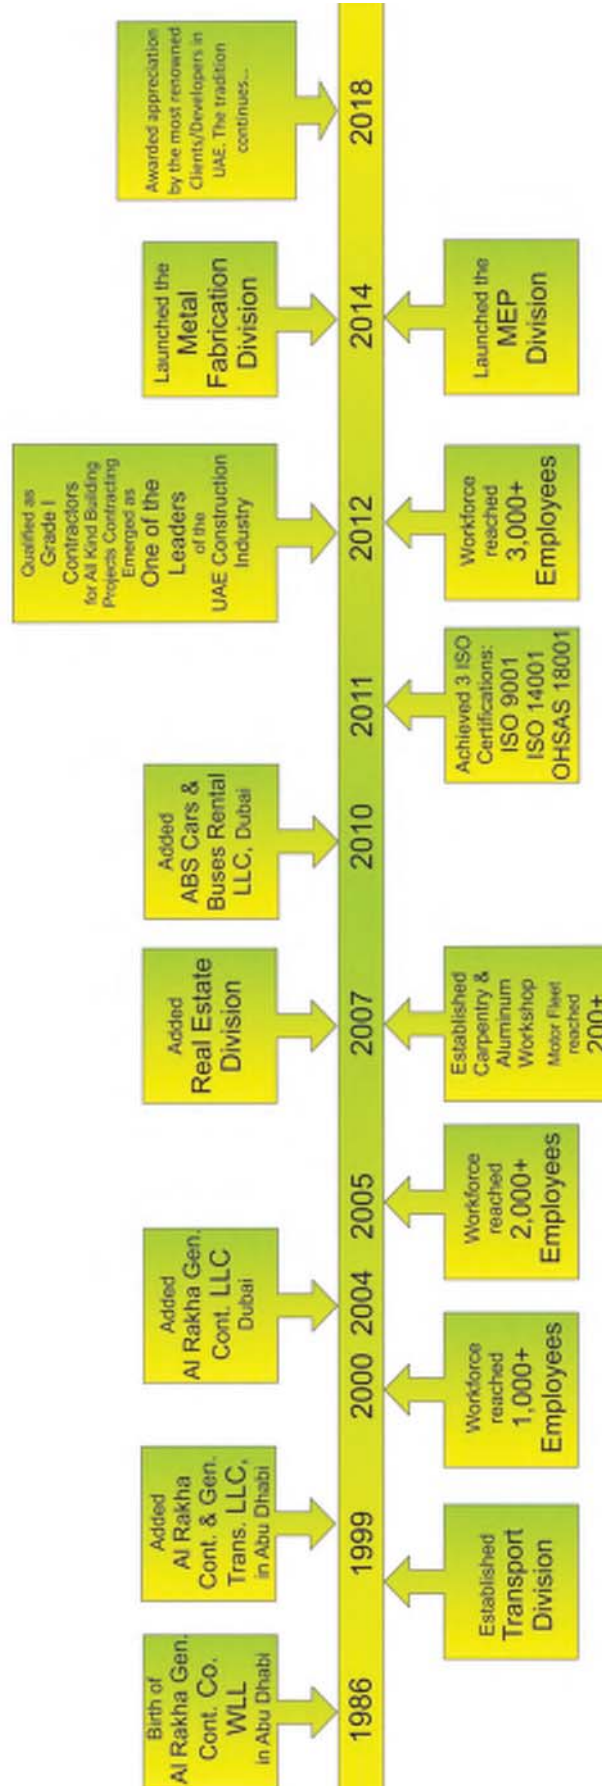 Birth of
Al Rakha Gen.
Cont. Co.
WLL
in Abu Dhabi
Added
Al Rakha
Cont. & Gen.
Trans. LLC,
in Abu Dhabi
Added
Al Rakha Gen.
Cont. LLC
Dubai
Added
Real Estate
Division
Added
ABS Cars &
Buses Rental
LLC, Dubai
Qualified as
Grade I
Contractors
for All Kind Building
Projects Contracting
Emerged as
One of the
Leaders
of the
UAE Construction
Industry
Launched the
Metal
Fabrication
Division
Awarded appreciation
by the most renowned
Clients/Developers in
UAE. The tradition
continues...
1986 1999 2000 2004 2005 2007 2010 2011 2012 2014 2018
Established
Transport
Division
Workforce
reached
1,000+
Employees
Workforce
reached
2,000+
Employees
Established
Carpentry &
Aluminum
Workshop
Motor Fleet
reached
200+
Achieved 3 ISO
Certifications:
ISO 9001
ISO 14001
OHSAS 18001
Workforce
reached
3,000+
Employees
Launched the
MEP
Division